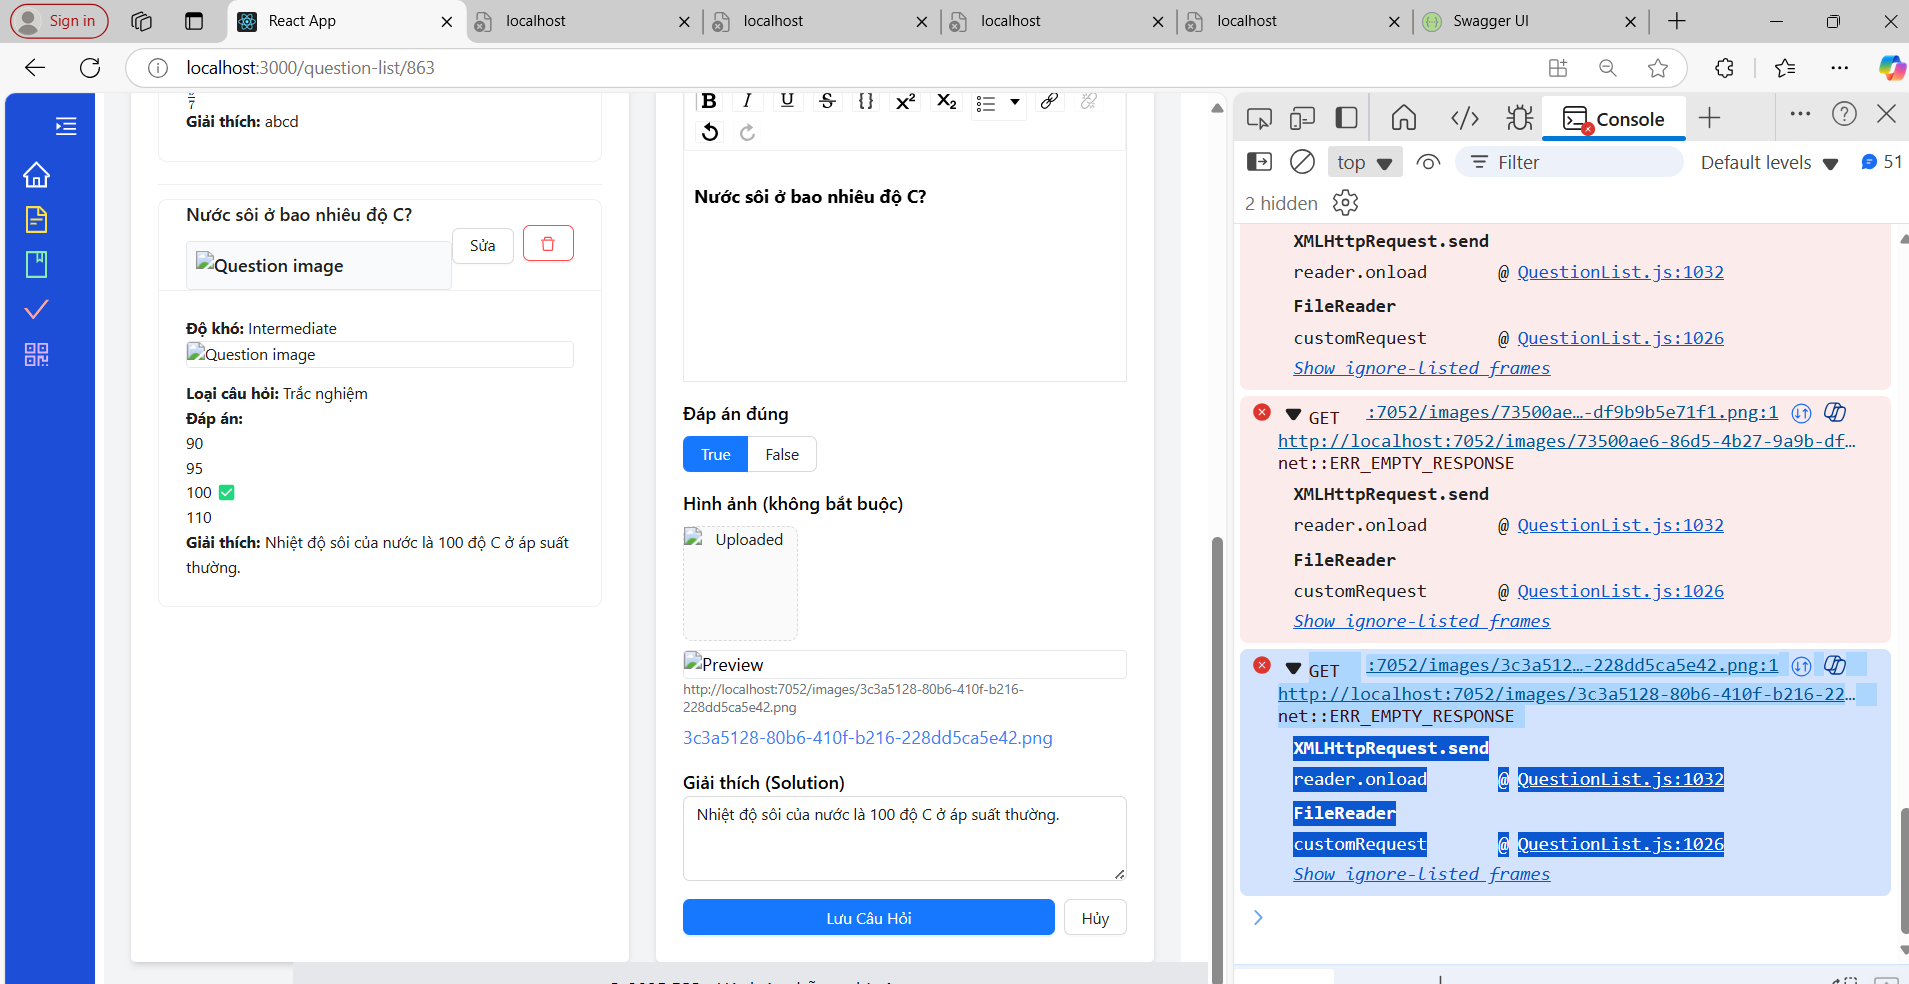 Sign in
React App
localhost
localhost
localhost
localhost
Swagger UI
localhost:3000/question-list/863
7
Giải thích: abcd
Nước sôi ở bao nhiêu độ C?
Question image
Sửa
Độ khó: Intermediate
Question image
Loại câu hỏi: Trắc nghiệm
Đáp án:
90
95
100 ✅
110
Giải thích: Nhiệt độ sôi của nước là 100 độ C ở áp suất
thường.
B I U S {} X² X₂
Nước sôi ở bao nhiêu độ C?
Đáp án đúng
True False
Hình ảnh (không bắt buộc)
Uploaded
Preview
http://localhost:7052/images/3c3a5128-80b6-410f-b216-
228dd5ca5e42.png
3c3a5128-80b6-410f-b216-228dd5ca5e42.png
Giải thích (Solution)
Nhiệt độ sôi của nước là 100 độ C ở áp suất thường.
Lưu Câu Hỏi Hủy
Console
top Filter Default levels 51
2 hidden
XMLHttpRequest.send
reader.onload @ QuestionList.js:1032
FileReader
customRequest @ QuestionList.js:1026
Show ignore-listed frames
GET :7052/images/73500ae…-df9b9b5e71f1.png:1
http://localhost:7052/images/73500ae6-86d5-4b27-9a9b-df…
net::ERR_EMPTY_RESPONSE
XMLHttpRequest.send
reader.onload @ QuestionList.js:1032
FileReader
customRequest @ QuestionList.js:1026
Show ignore-listed frames
GET :7052/images/3c3a512…-228dd5ca5e42.png:1
http://localhost:7052/images/3c3a5128-80b6-410f-b216-22…
net::ERR_EMPTY_RESPONSE
XMLHttpRequest.send
reader.onload @ QuestionList.js:1032
FileReader
customRequest @ QuestionList.js:1026
Show ignore-listed frames